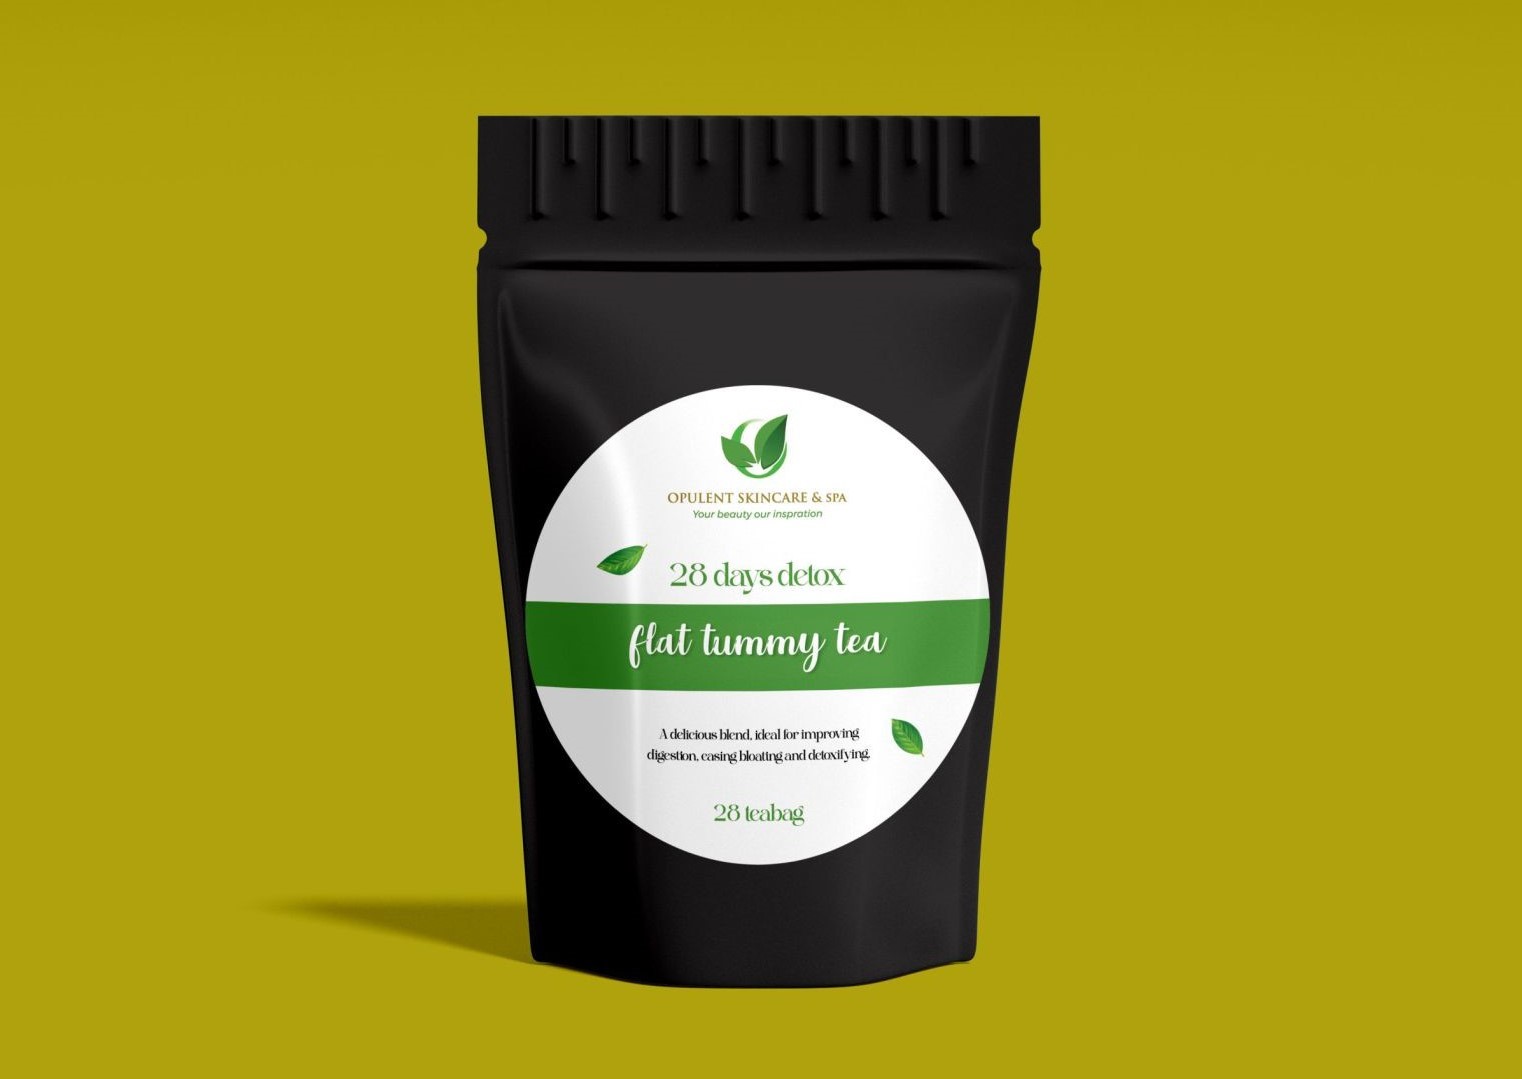 OPULENT SKINCARE & SPA
Your beauty our inspration
28 days detox
flat tummy tea
A delicious blend, ideal for improving
digestion, easing bloating and detoxifying.
28 teabag